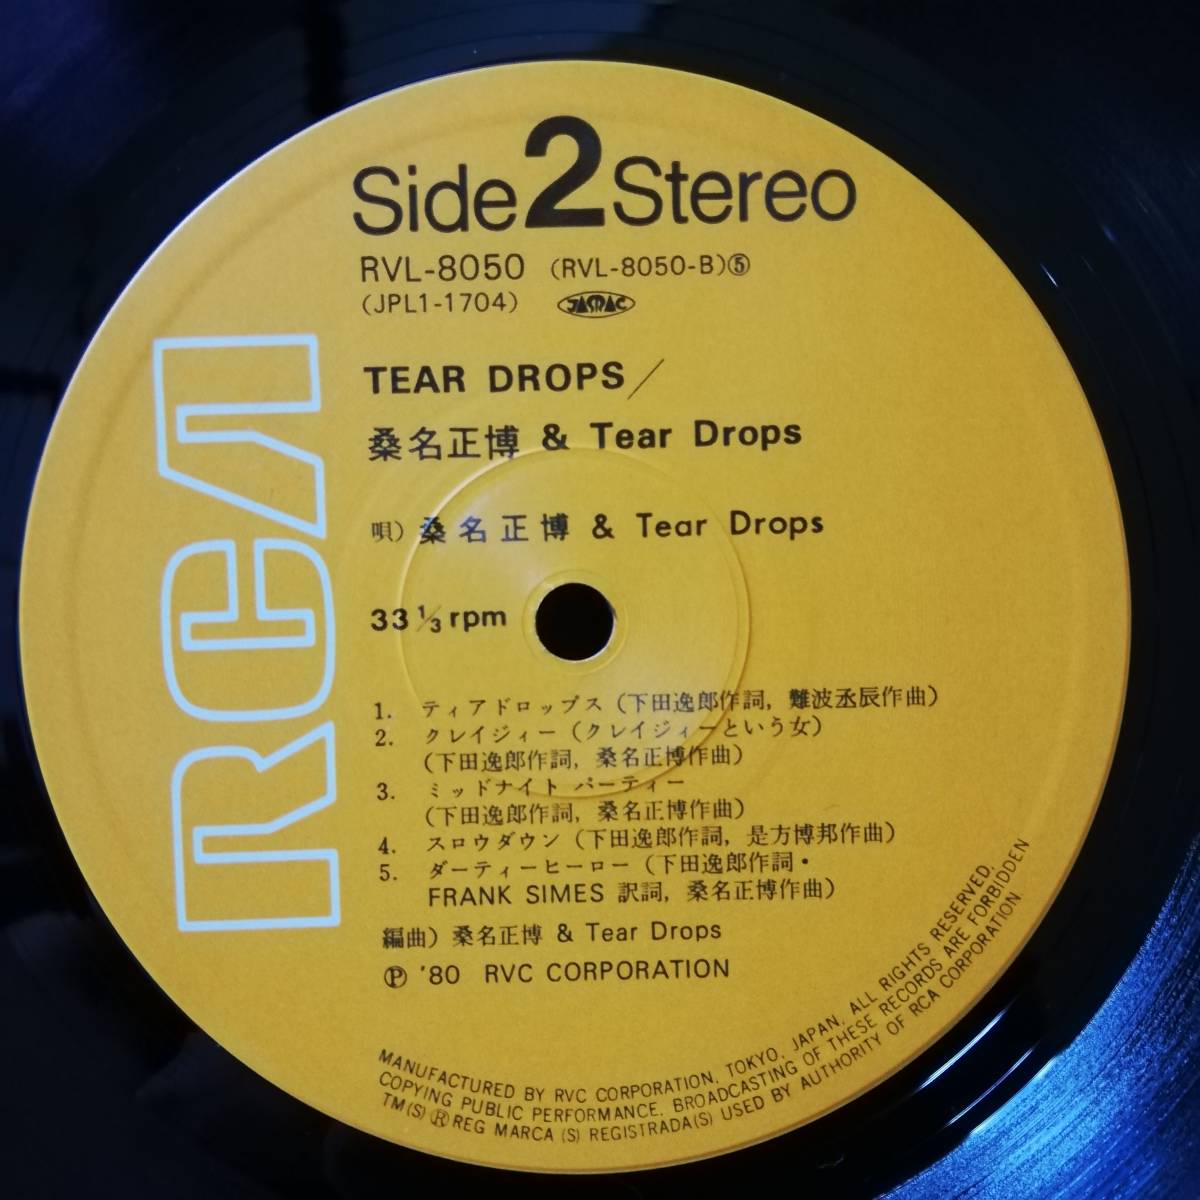 Side 2 Stereo
RVL-8050 (RVL-8050-B)⑤
(JPL1-1704) JASRAC
RCA
TEAR DROPS/
桑名正博 & Tear Drops
唄) 桑名正博 & Tear Drops
33 1/3 rpm
1. ティアドロップス (下田逸郎作詞, 難波丞辰作曲)
2. クレイジィー (クレイジィーという女)
(下田逸郎作詞, 桑名正博作曲)
3. ミッドナイト パーティー
(下田逸郎作詞, 桑名正博作曲)
4. スロウダウン (下田逸郎作詞, 是方博邦作曲)
5. ダーティーヒーロー (下田逸郎作詞・
FRANK SIMES 訳詞, 桑名正博作曲)
編曲) 桑名正博 & Tear Drops
Ⓟ '80 RVC CORPORATION
MANUFACTURED BY RVC CORPORATION, TOKYO, JAPAN, ALL RIGHTS RESERVED,
COPYING PUBLIC PERFORMANCE, BROADCASTING OF THESE RECORDS ARE FORBIDDEN
TM(S) ® REG MARCA (S) REGISTRADA(S) USED BY AUTHORITY OF RCA CORPORATION.